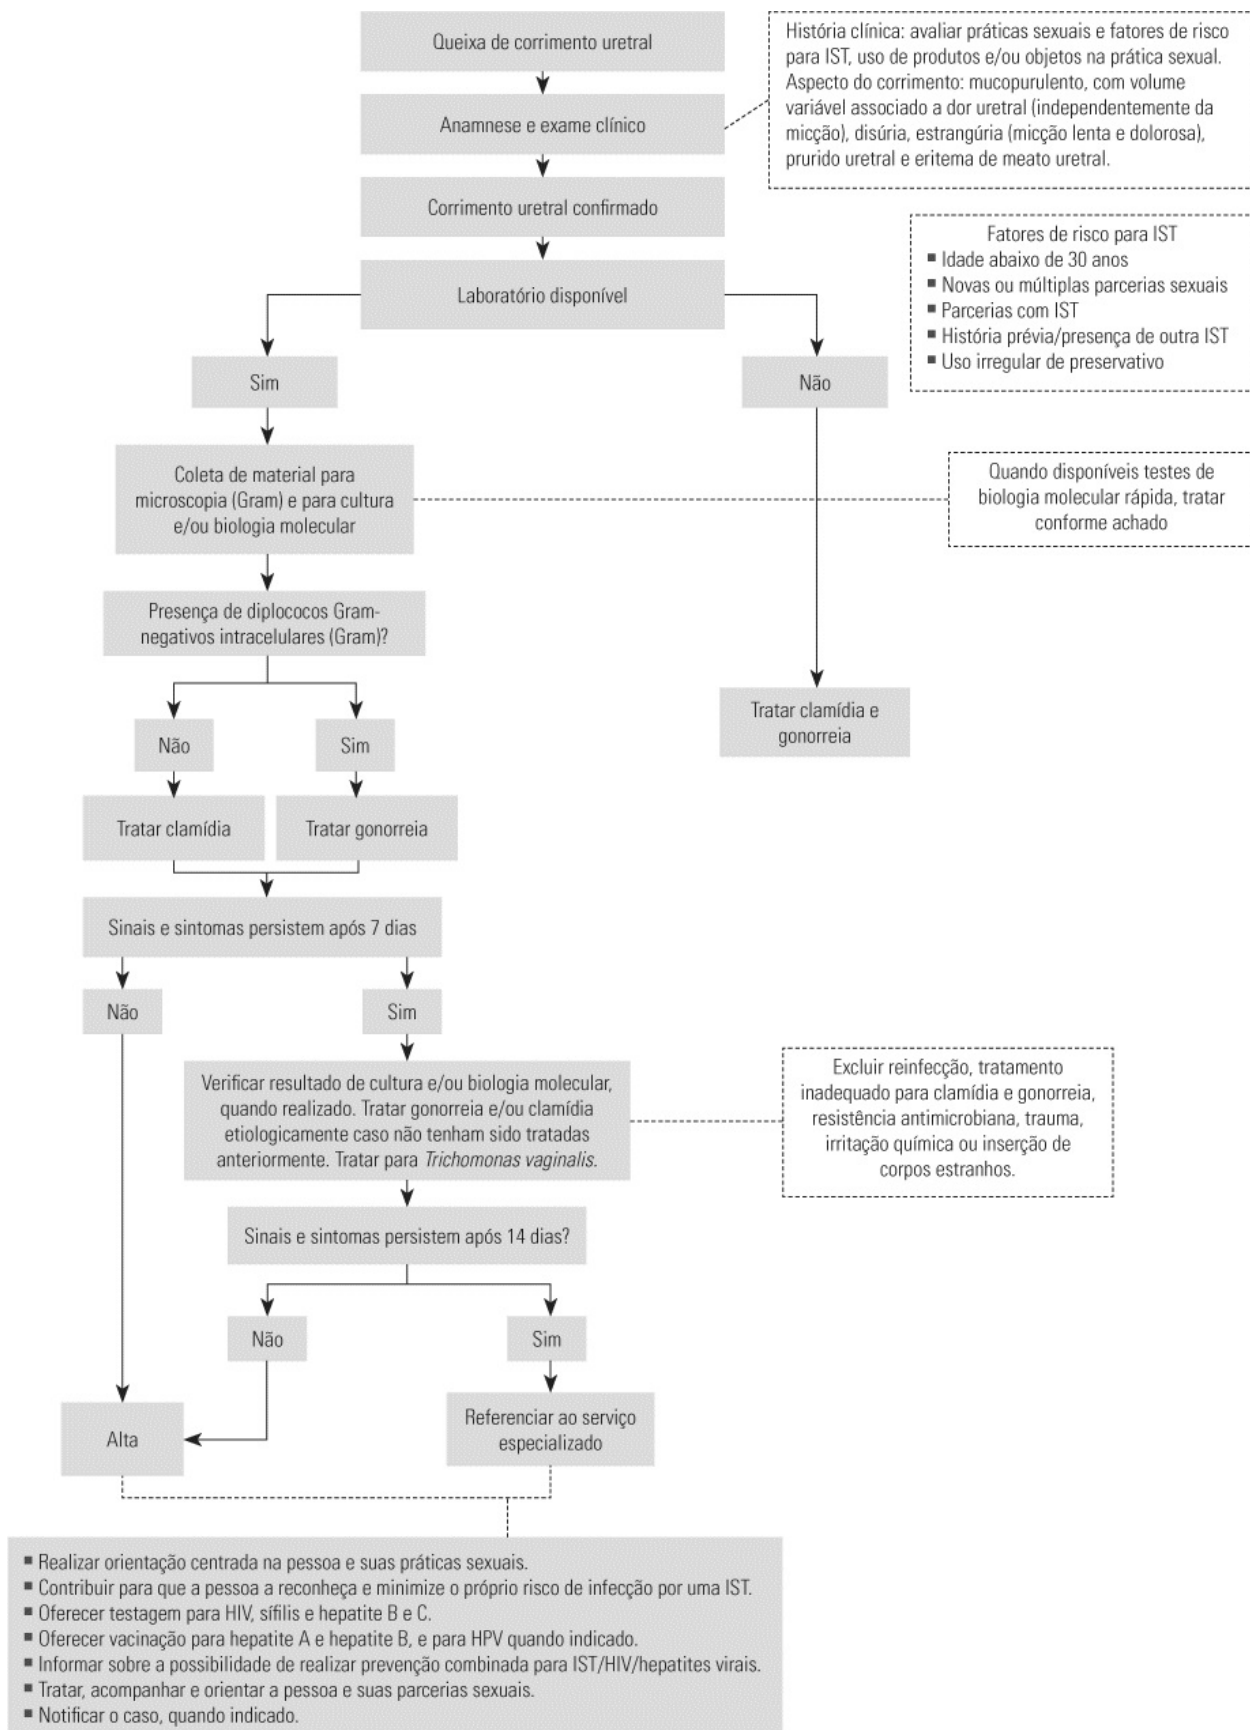 Queixa de corrimento uretral
História clínica: avaliar práticas sexuais e fatores de risco
para IST, uso de produtos e/ou objetos na prática sexual.
Aspecto do corrimento: mucopurulento, com volume
variável associado a dor uretral (independentemente da
micção), disúria, estrangúria (micção lenta e dolorosa),
prurido uretral e eritema de meato uretral.
Anamnese e exame clínico
Corrimento uretral confirmado
Fatores de risco para IST
▪ Idade abaixo de 30 anos
▪ Novas ou múltiplas parcerias sexuais
▪ Parcerias com IST
▪ História prévia/presença de outra IST
▪ Uso irregular de preservativo
Laboratório disponível
Sim
Não
Coleta de material para
microscopia (Gram) e para cultura
e/ou biologia molecular
Quando disponíveis testes de
biologia molecular rápida, tratar
conforme achado
Presença de diplococos Gram-
negativos intracelulares (Gram)?
Não
Sim
Tratar clamídia e
gonorreia
Tratar clamídia
Tratar gonorreia
Sinais e sintomas persistem após 7 dias
Não
Sim
Verificar resultado de cultura e/ou biologia molecular,
quando realizado. Tratar gonorreia e/ou clamídia
etiologicamente caso não tenham sido tratadas
anteriormente. Tratar para Trichomonas vaginalis.
Excluir reinfecção, tratamento
inadequado para clamídia e gonorreia,
resistência antimicrobiana, trauma,
irritação química ou inserção de
corpos estranhos.
Sinais e sintomas persistem após 14 dias?
Não
Sim
Alta
Referenciar ao serviço
especializado
▪ Realizar orientação centrada na pessoa e suas práticas sexuais.
▪ Contribuir para que a pessoa a reconheça e minimize o próprio risco de infecção por uma IST.
▪ Oferecer testagem para HIV, sífilis e hepatite B e C.
▪ Oferecer vacinação para hepatite A e hepatite B, e para HPV quando indicado.
▪ Informar sobre a possibilidade de realizar prevenção combinada para IST/HIV/hepatites virais.
▪ Tratar, acompanhar e orientar a pessoa e suas parcerias sexuais.
▪ Notificar o caso, quando indicado.